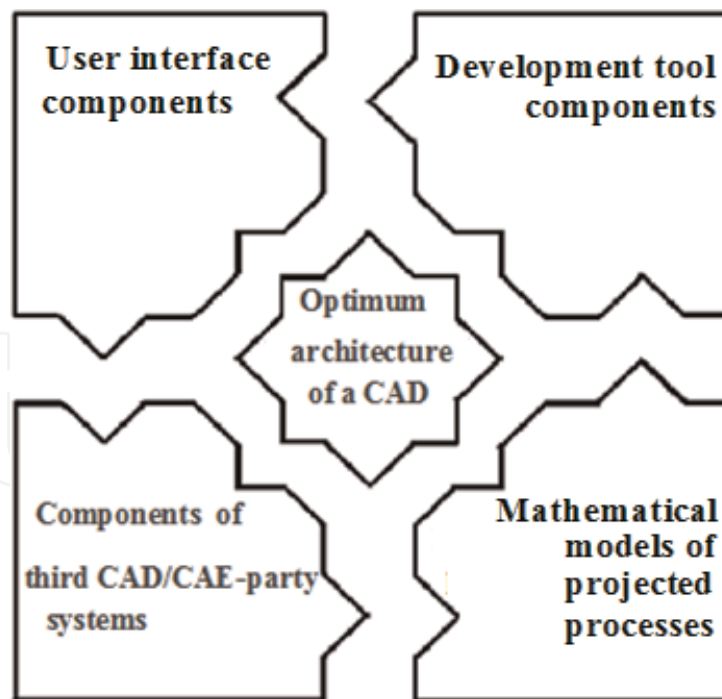 User interface
components
Development tool
components
Optimum
architecture
of a CAD
Components of
third CAD/CAE-party
systems
Mathematical
models of
projected
processes